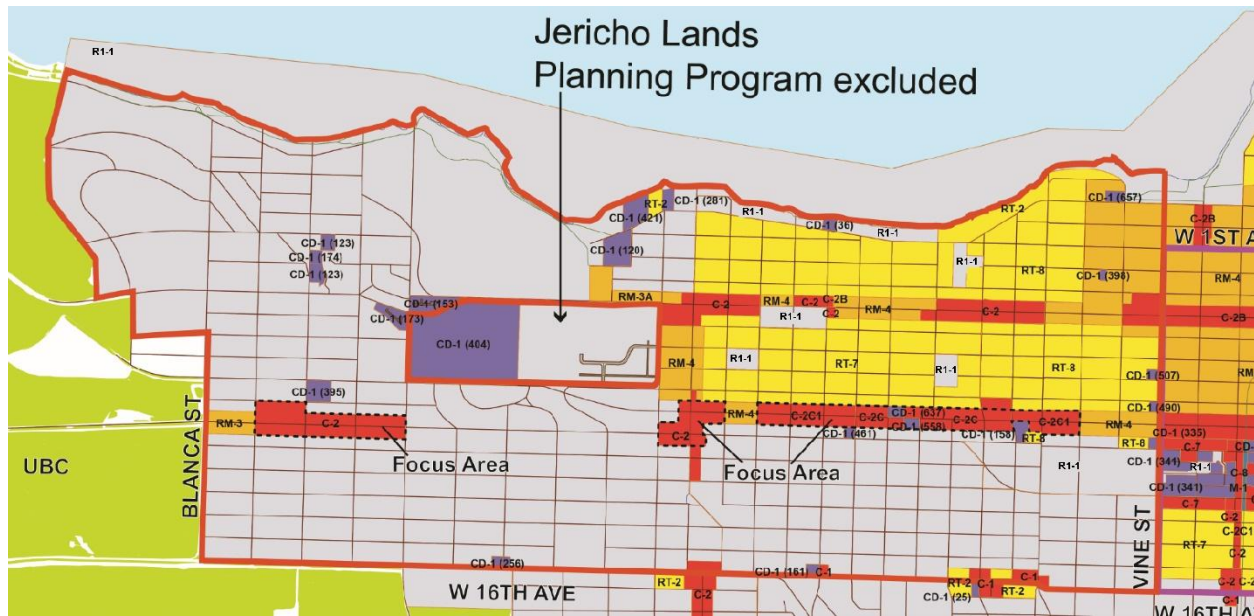 Jericho Lands
Planning Program excluded
R1-1
RT-2
CD-1 (281)
CD-1 (421)
R1-1
CD-1 (36)
R1-1
RT-2
CD-1 (657)
C-2B
W 1ST A
CD-1 (120)
CD-1 (123)
CD-1 (174)
CD-1 (123)
R1-1
RT-8
CD-1 (398)
RM-4
CD-1 (153)
CD-1 (173)
RM-3A
C-2
RM-4
C-2
C-2B
C-2
R1-1
RM-4
C-2
C-2B
CD-1 (404)
RM-4
R1-1
RT-7
R1-1
RT-8
CD-1 (507)
RM
CD-1 (395)
CD-1 (490)
RM-3
C-2
RM-4
C-2C1
C-2C
CD-1 (637)
CD-1 (558)
C-2C
C-2C1
RM-4
C-2
CD-1 (461)
CD-1 (158)
RT-8
RT-8
CD-1 (335)
C-7
CD-
UBC
BLANCA ST
Focus Area
Focus Area
R1-1
CD-1 (341)
R1-1
C-8
CD-1 (341)
M-1
C-7
VINE ST
C-2
C-2C1
RT-7
C-2
CD-1 (256)
CD-1 (161)
C-1
W 16TH AVE
RT-2
C-2
RT-2
C-1
C-1
RT-2
CD-1 (25)
C-2
C-2
C-1
W 16TH A